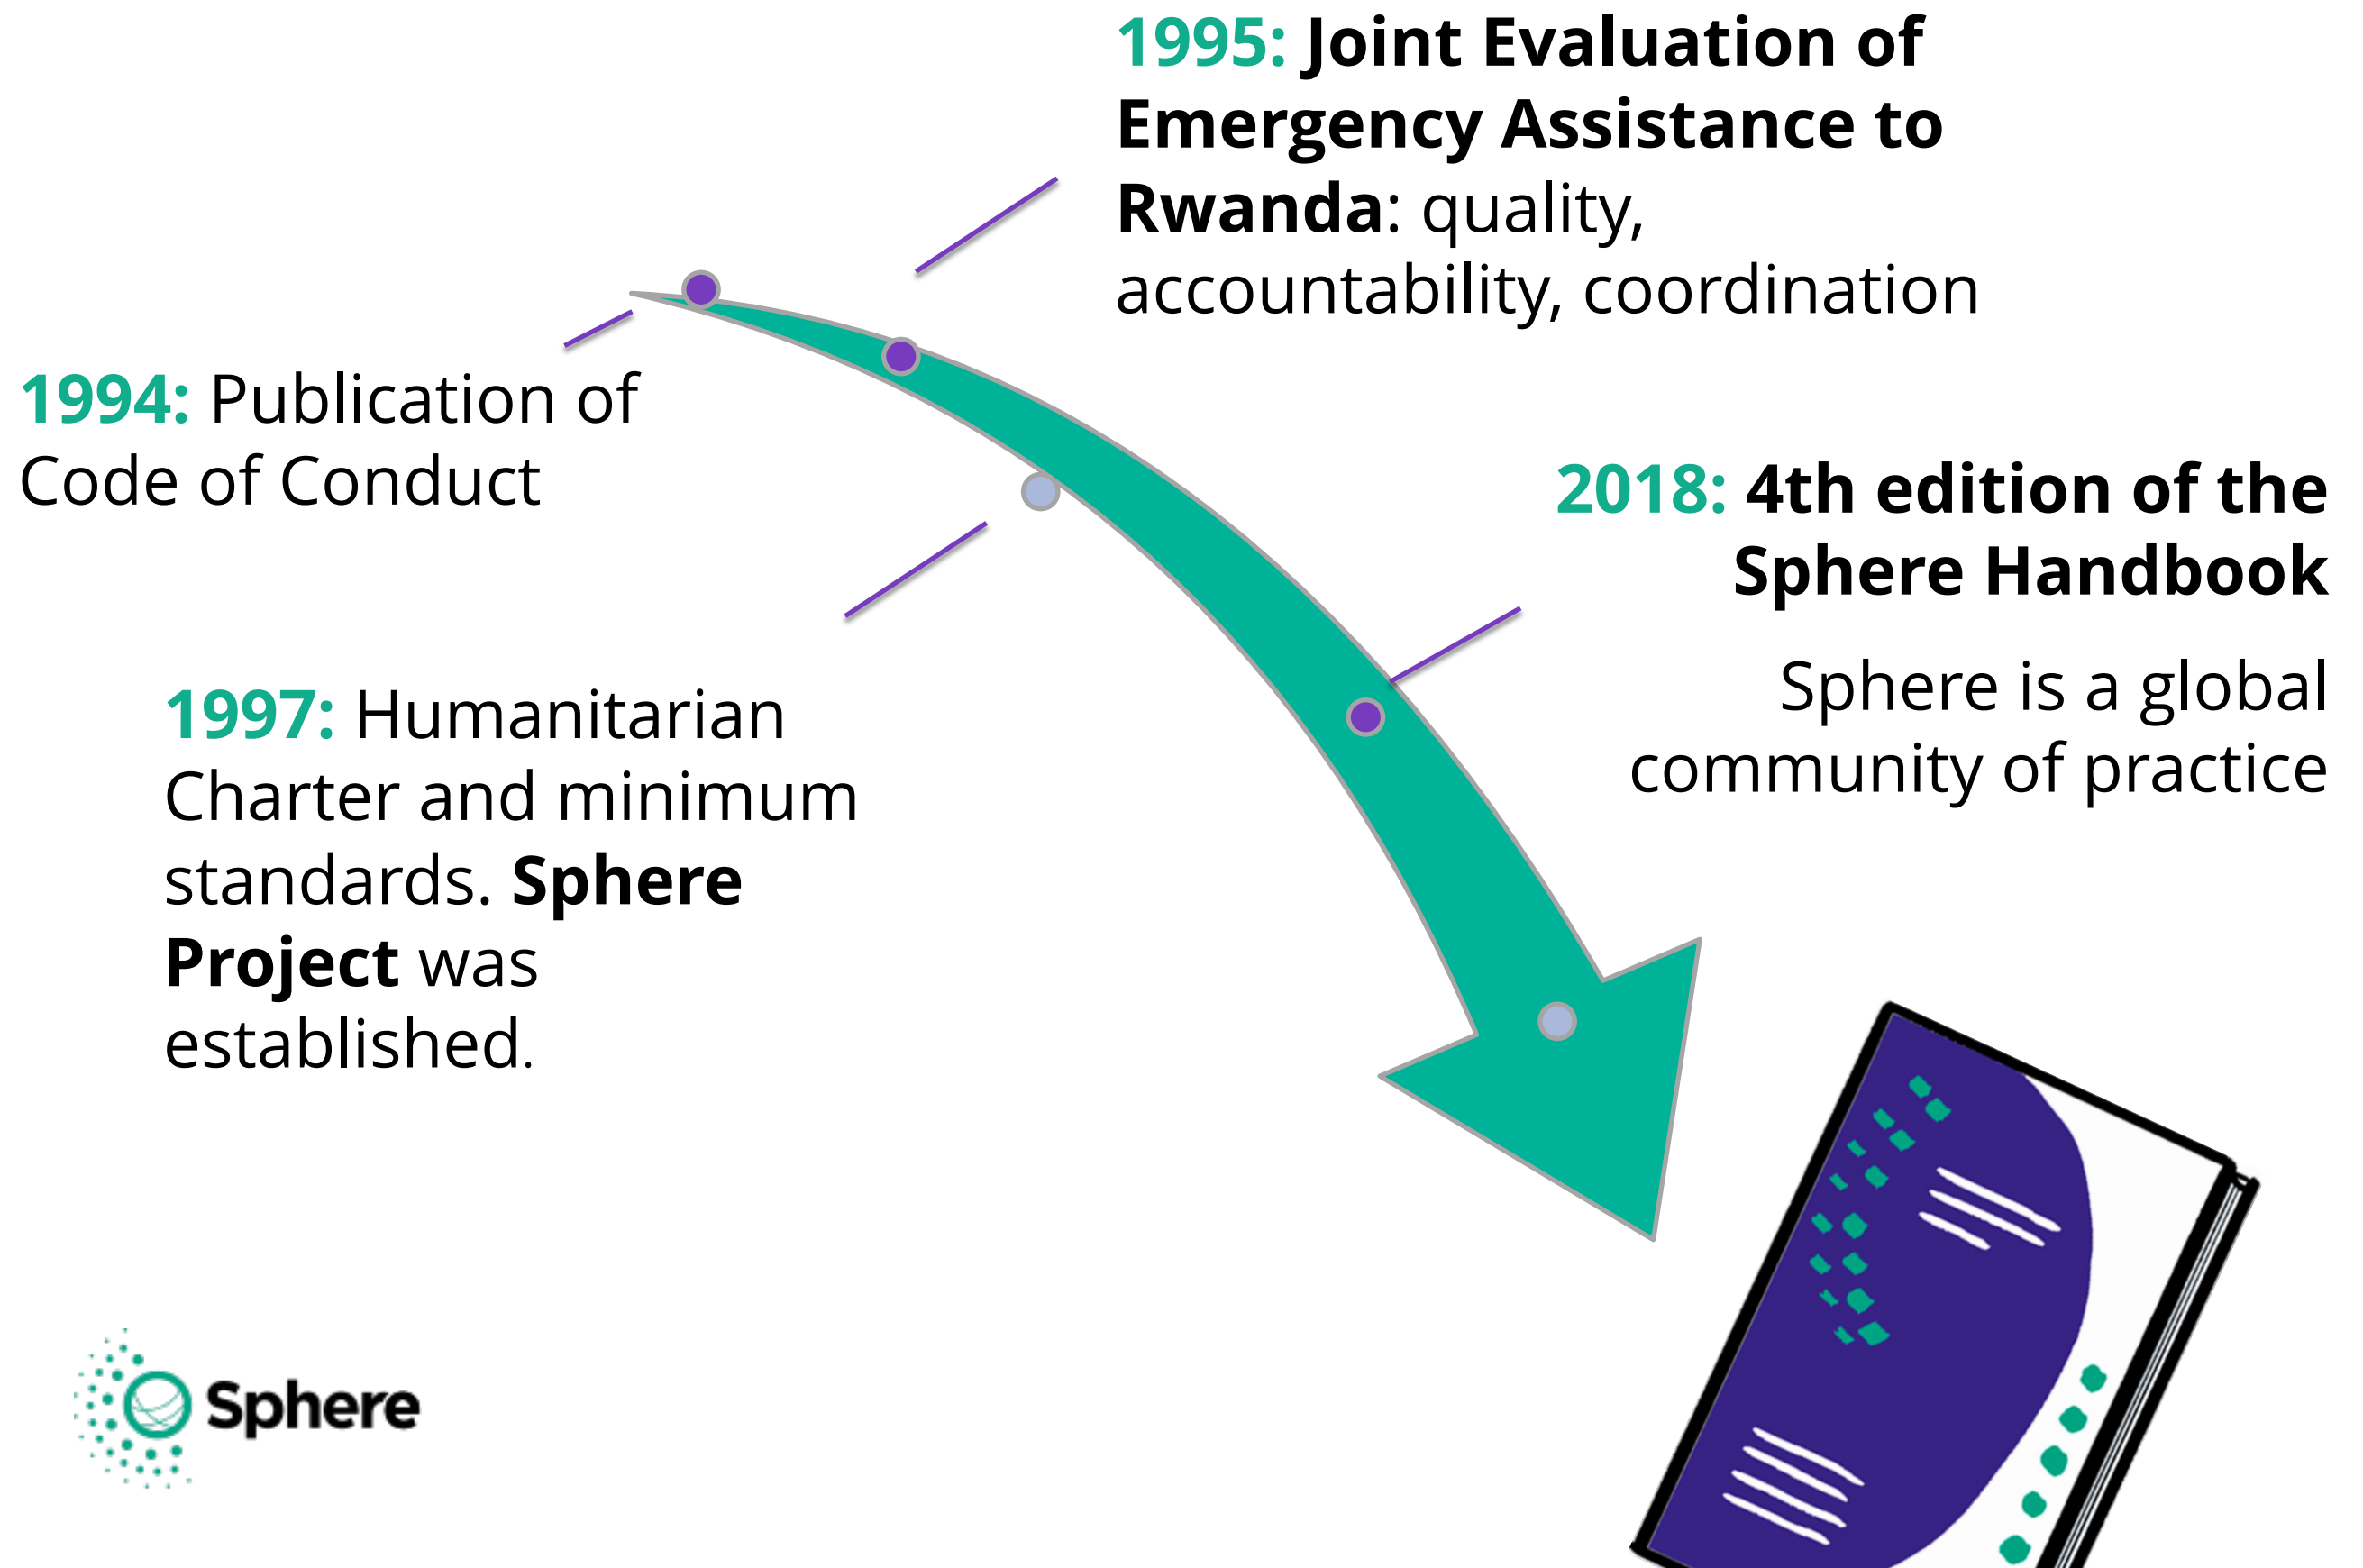 1995: Joint Evaluation of
Emergency Assistance to
Rwanda: quality,
accountability, coordination
1994: Publication of
Code of Conduct
2018: 4th edition of the
Sphere Handbook
Sphere is a global
community of practice
1997: Humanitarian
Charter and minimum
standards. Sphere
Project was
established.
Sphere